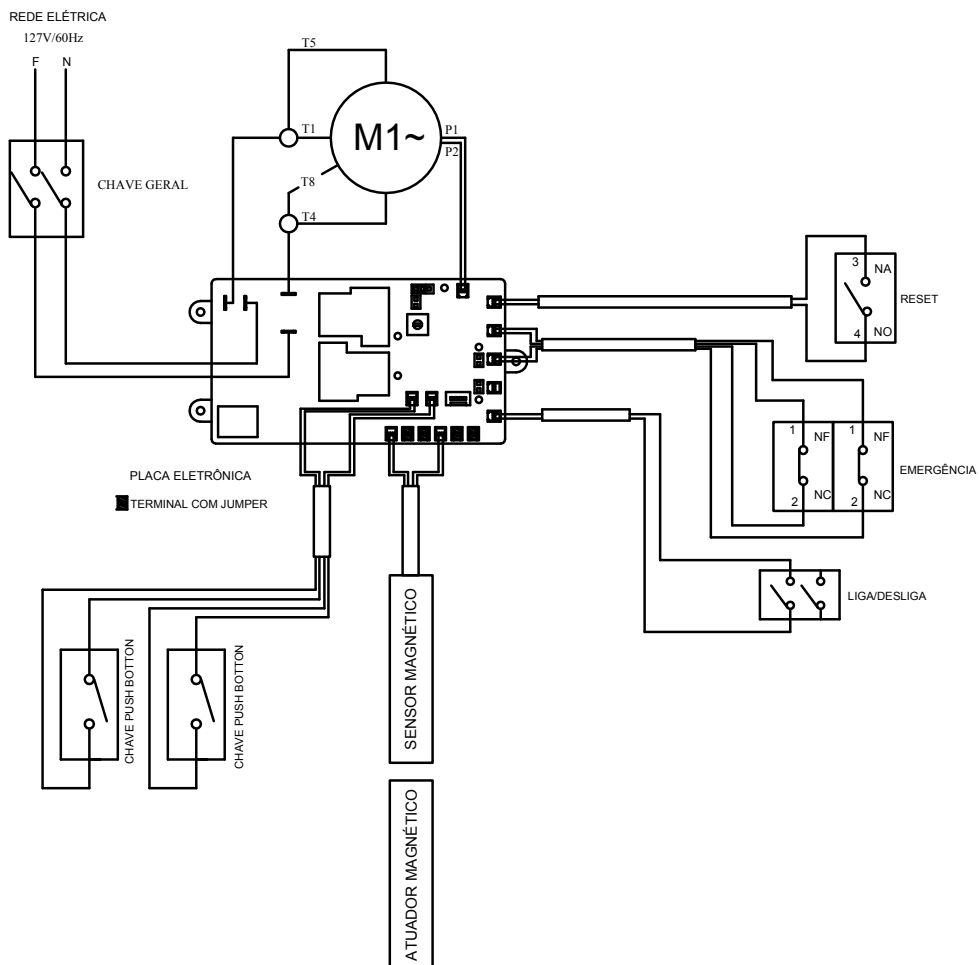 REDE ELÉTRICA
127V/60Hz
F N
CHAVE GERAL
T5
T1
M1~
P1
P2
T8
T4
3
NA
RESET
4
NO
1
NF
1
NF
EMERGÊNCIA
2
NC
2
NC
LIGA/DESLIGA
PLACA ELETRÔNICA
TERMINAL COM JUMPER
CHAVE PUSH BOTTON
CHAVE PUSH BOTTON
SENSOR MAGNÉTICO
ATUADOR MAGNÉTICO